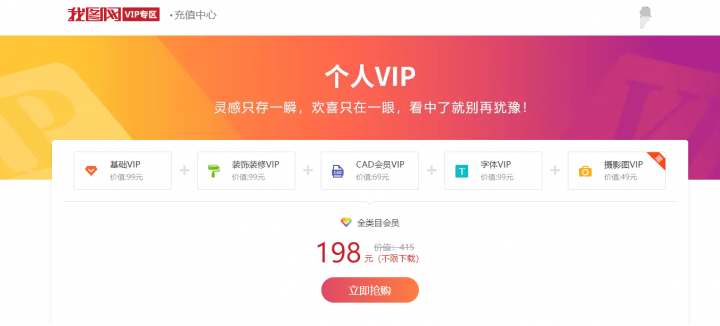 我图网 VIP专区 ·充值中心
个人VIP
灵感只存一瞬，欢喜只在一眼，看中了就别再犹豫！
基础VIP
价值:99元
装饰装修VIP
价值:99元
CAD会员VIP
价值:69元
字体VIP
价值:99元
摄影图VIP
价值:49元
全类目会员
198元 价值：415
（不限下载）
立即抢购